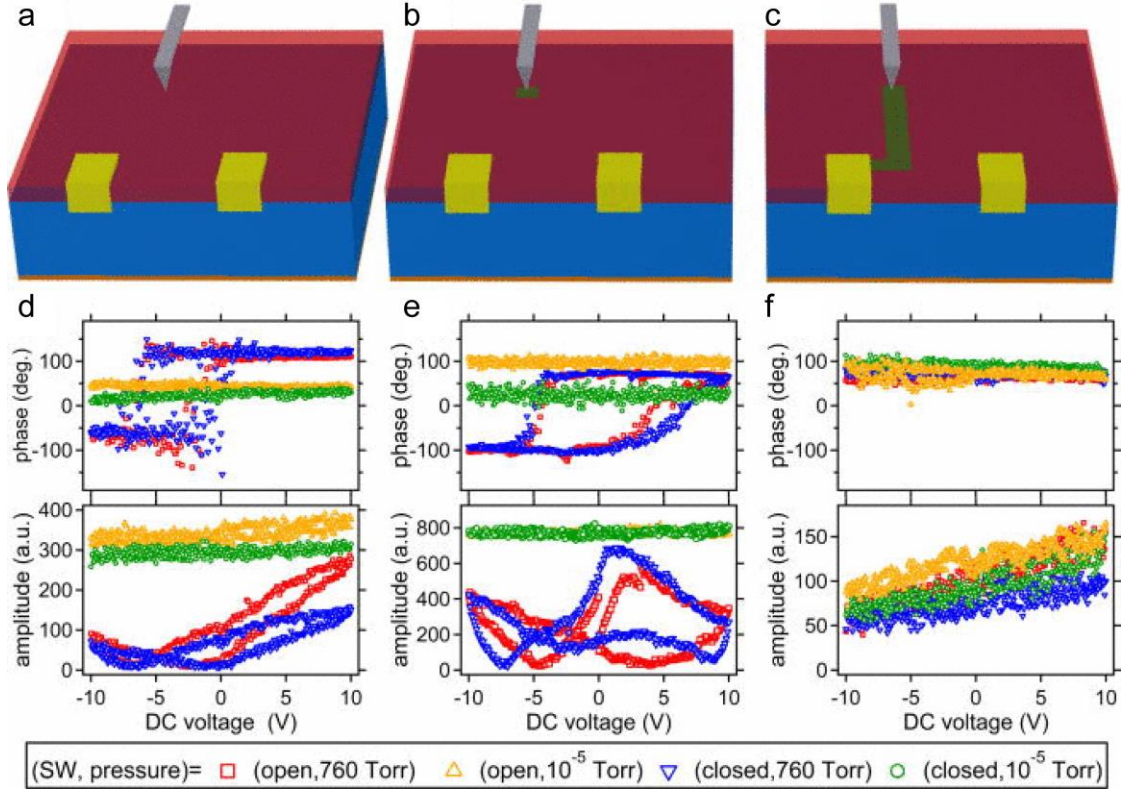 a b c
d e f
phase (deg.)
100
0
-100
phase (deg.)
100
0
-100
phase (deg.)
100
0
-100
amplitude (a.u.)
400
300
200
100
0
amplitude (a.u.)
800
600
400
200
0
amplitude (a.u.)
150
100
50
0
-10 -5 0 5 10
-10 -5 0 5 10
-10 -5 0 5 10
DC voltage (V) DC voltage (V) DC voltage (V)
(SW, pressure)= (open,760 Torr) (open,10⁻⁵ Torr) (closed,760 Torr) (closed,10⁻⁵ Torr)